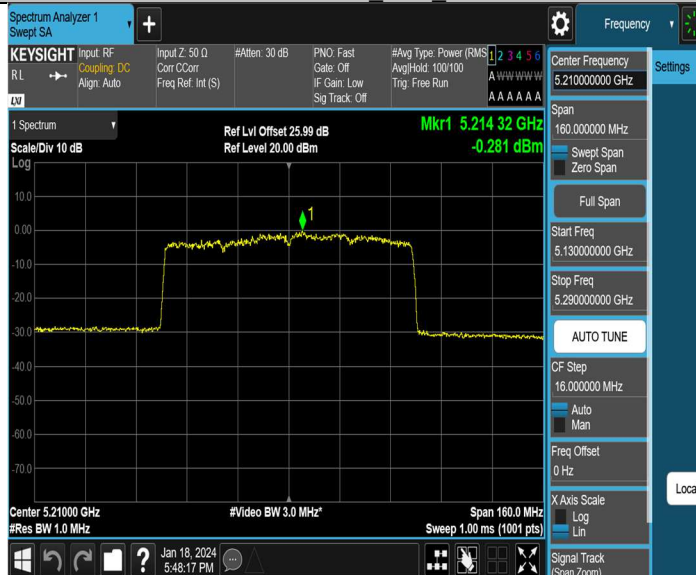 Spectrum Analyzer 1
Swept SA
Frequency
KEYSIGHT
RL
LXI
Input: RF
Coupling: DC
Align: Auto
Input Z: 50 Ω
Corr CCorr
Freq Ref: Int (S)
#Atten: 30 dB
PNO: Fast
Gate: Off
IF Gain: Low
Sig Track: Off
#Avg Type: Power (RMS
Avg|Hold: 100/100
Trig: Free Run
1 2 3 4 5 6
A W W W W W
A A A A A A
1 Spectrum
Scale/Div 10 dB
Log
Ref Lvl Offset 25.99 dB
Ref Level 20.00 dBm
Mkr1 5.214 32 GHz
-0.281 dBm
10.0
0.00
-10.0
-20.0
-30.0
-40.0
-50.0
-60.0
-70.0
1
Center 5.21000 GHz
#Res BW 1.0 MHz
#Video BW 3.0 MHz*
Span 160.0 MHz
Sweep 1.00 ms (1001 pts)
Jan 18, 2024
5:48:17 PM
Center Frequency
5.210000000 GHz
Settings
Span
160.000000 MHz
Swept Span
Zero Span
Full Span
Start Freq
5.130000000 GHz
Stop Freq
5.290000000 GHz
AUTO TUNE
CF Step
16.000000 MHz
Auto
Man
Freq Offset
0 Hz
X Axis Scale
Log
Lin
Loca
Signal Track
(Span Zoom)